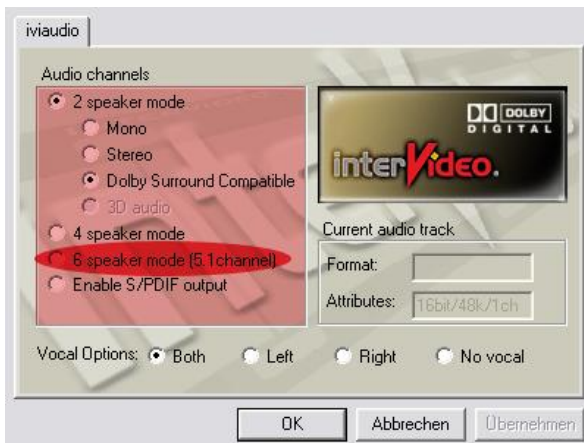 iviaudio
Audio channels
2 speaker mode
Mono
Stereo
Dolby Surround Compatible
3D audio
4 speaker mode
6 speaker mode (5.1channel)
Enable S/PDIF output
DOLBY
DIGITAL
interVideo.
Current audio track
Format:
Attributes: 16bit/48k/1ch
Vocal Options: Both Left Right No vocal
OK Abbrechen Übernehmen